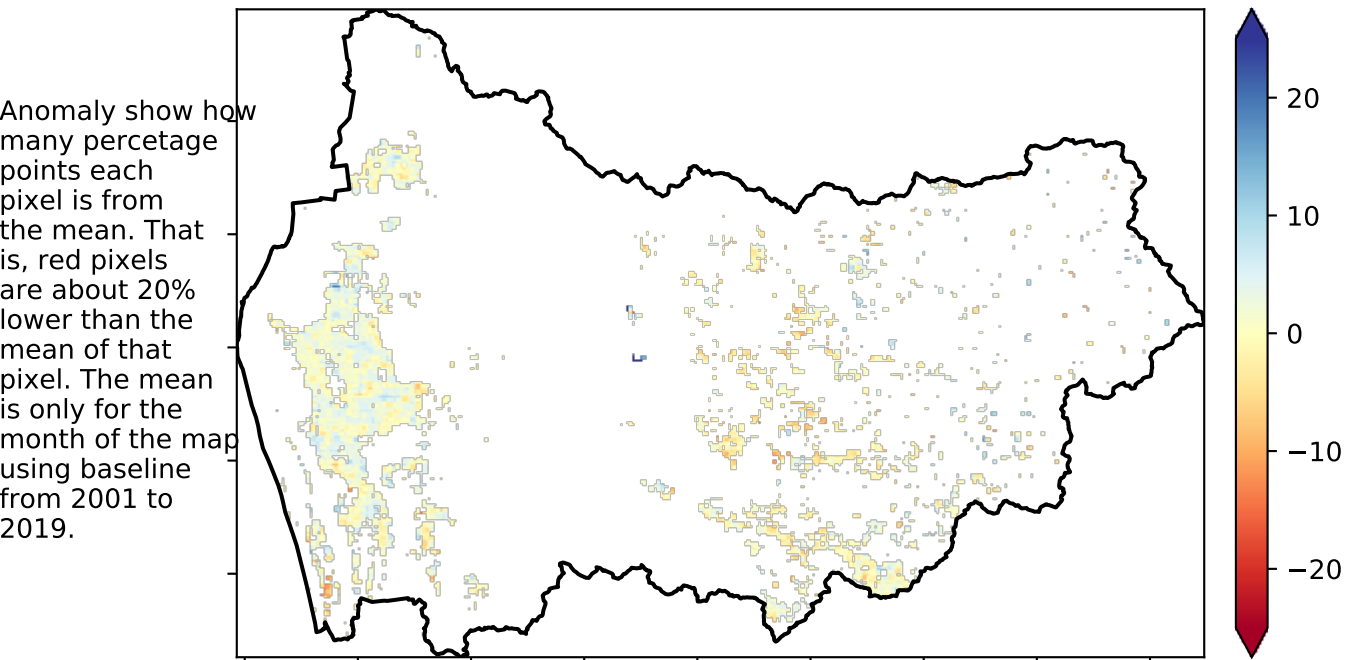 Anomaly show how
many percetage
points each
pixel is from
the mean. That
is, red pixels
are about 20%
lower than the
mean of that
pixel. The mean
is only for the
month of the map
using baseline
from 2001 to
2019.
20
10
0
−10
−20